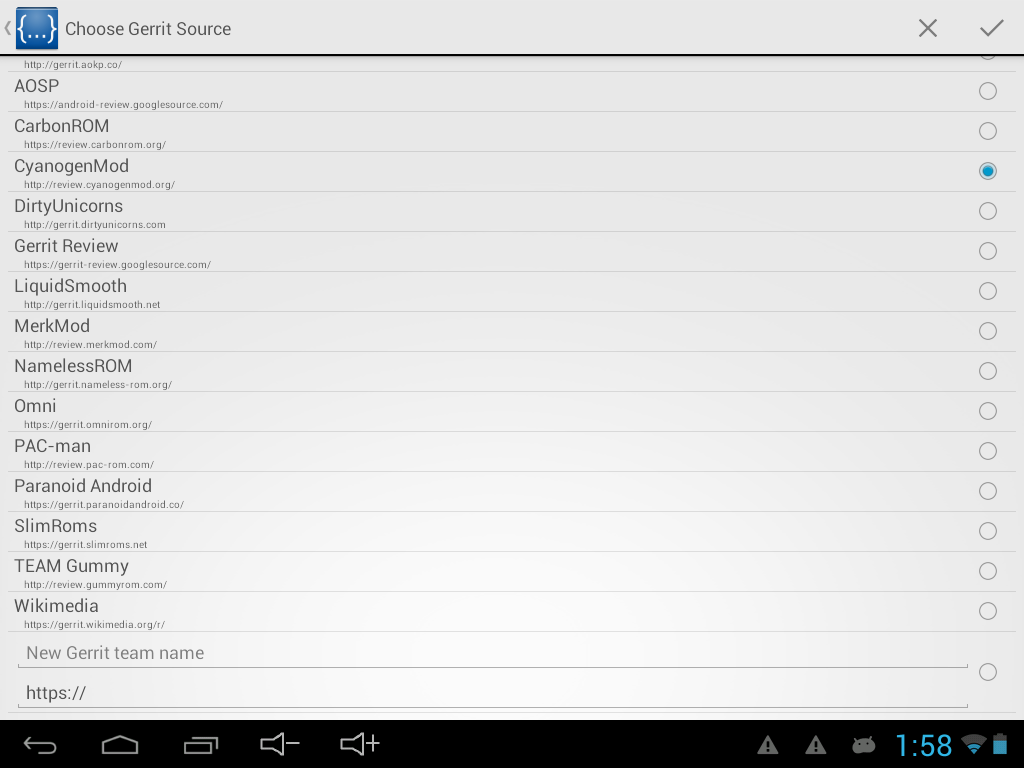 {...}
Choose Gerrit Source
http://gerrit.aokp.co/
AOSP
https://android-review.googlesource.com/
CarbonROM
https://review.carbonrom.org/
CyanogenMod
http://review.cyanogenmod.org/
DirtyUnicorns
http://gerrit.dirtyunicorns.com
Gerrit Review
https://gerrit-review.googlesource.com/
LiquidSmooth
http://gerrit.liquidsmooth.net
MerkMod
http://review.merkmod.com/
NamelessROM
http://gerrit.nameless-rom.org/
Omni
https://gerrit.omnirom.org/
PAC-man
http://review.pac-rom.com/
Paranoid Android
https://gerrit.paranoidandroid.co/
SlimRoms
https://gerrit.slimroms.net
TEAM Gummy
http://review.gummyrom.com/
Wikimedia
https://gerrit.wikimedia.org/r/
New Gerrit team name
https://
1:58